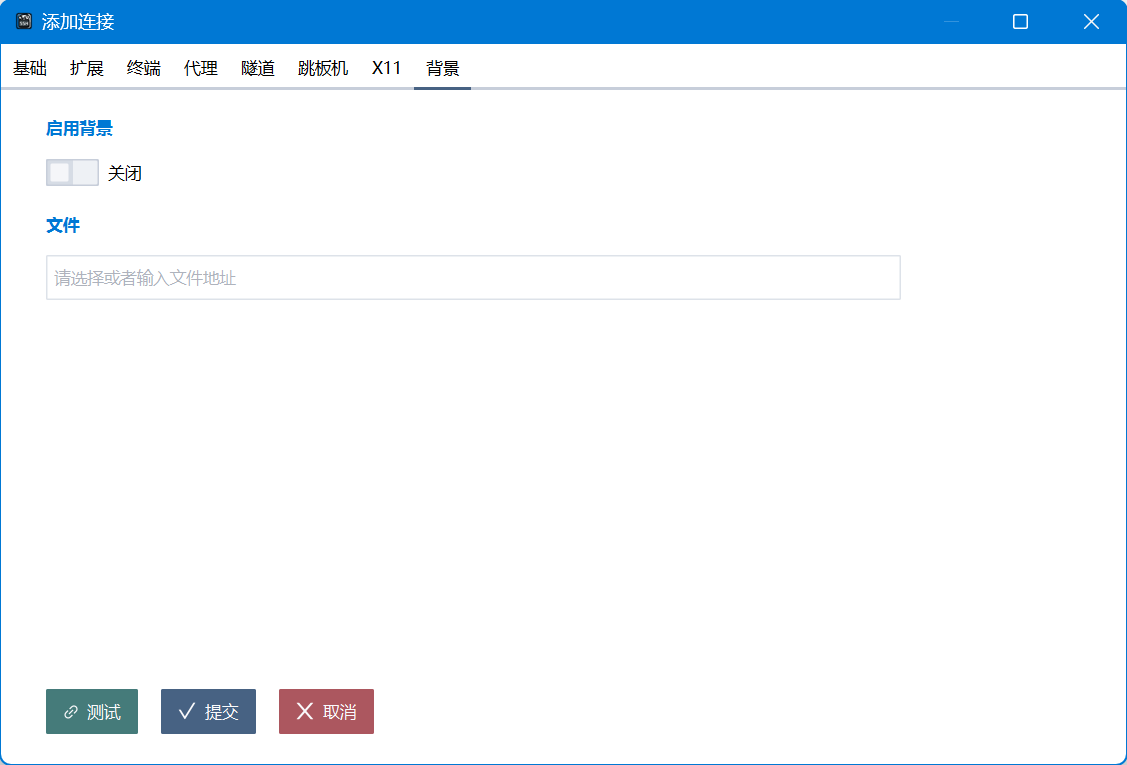 添加连接
基础 扩展 终端 代理 隧道 跳板机 X11 背景
启用背景
关闭
文件
请选择或者输入文件地址
测试 提交 取消